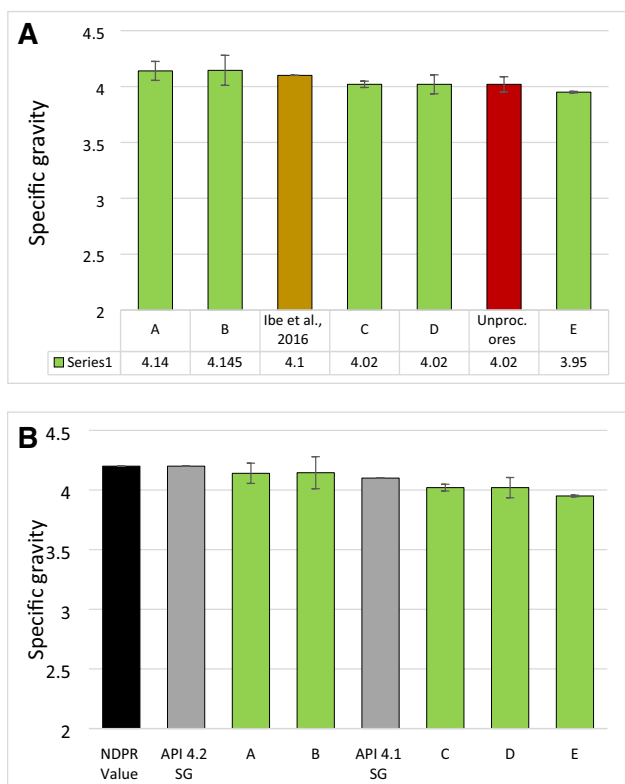 A
Specific gravity
4.5
4
3.5
3
2.5
2
A B Ibe et al., 2016 C D Unproc. ores E
Series1 4.14 4.145 4.1 4.02 4.02 4.02 3.95
B
Specific gravity
4.5
4
3.5
3
2.5
2
NDPR Value API 4.2 SG A B API 4.1 SG C D E